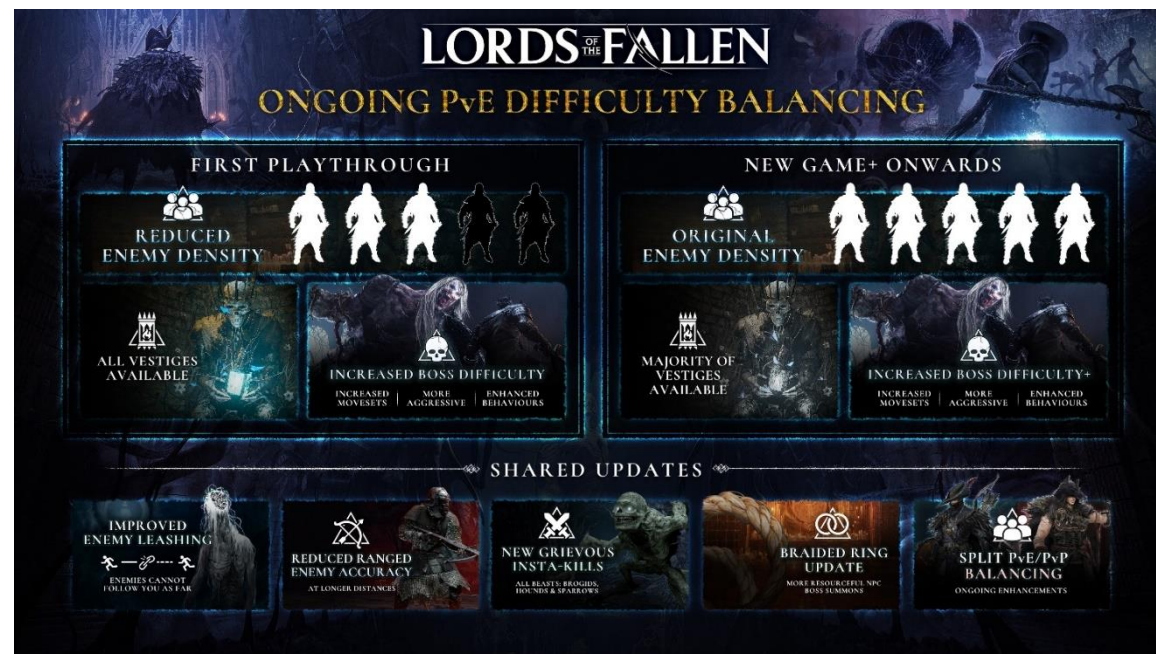 LORDS OF THE FALLEN
ONGOING PvE DIFFICULTY BALANCING
FIRST PLAYTHROUGH
REDUCED
ENEMY DENSITY
ALL VESTIGES
AVAILABLE
INCREASED BOSS DIFFICULTY
INCREASED
MOVESETS
MORE
AGGRESSIVE
ENHANCED
BEHAVIOURS
NEW GAME+ ONWARDS
ORIGINAL
ENEMY DENSITY
MAJORITY OF
VESTIGES
AVAILABLE
INCREASED BOSS DIFFICULTY+
INCREASED
MOVESETS
MORE
AGGRESSIVE
ENHANCED
BEHAVIOURS
SHARED UPDATES
IMPROVED
ENEMY LEASHING
ENEMIES CANNOT
FOLLOW YOU AS FAR
REDUCED RANGED
ENEMY ACCURACY
AT LONGER DISTANCES
NEW GRIEVOUS
INSTA-KILLS
ALL BEASTS: BROGIDS,
HOUNDS & SPARROWS
BRAIDED RING
UPDATE
MORE RESOURCEFUL NPC
BOSS SUMMONS
SPLIT PvE/PvP
BALANCING
ONGOING ENHANCEMENTS